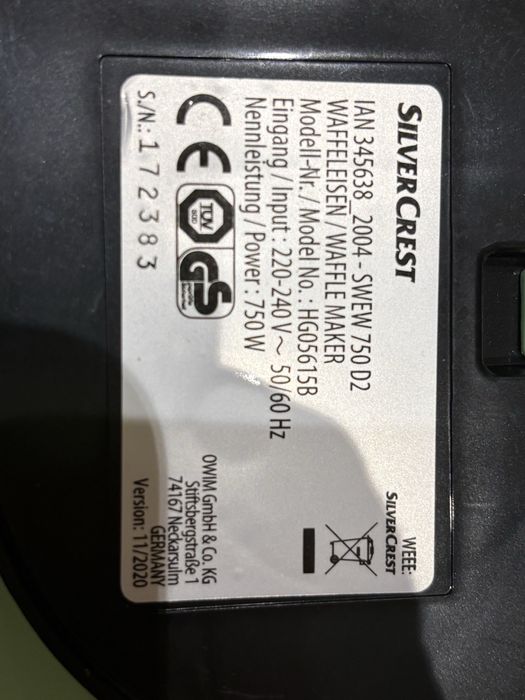 SILVERCREST
IAN 345638_2004 - SWEW 750 D2
WAFFELEISEN / WAFFLE MAKER
Modell-Nr. / Model No. : HG05615B
Eingang / Input : 220-240 V ~ 50/60 Hz
Nennleistung / Power : 750 W
CE
TÜV
SÜD
GS
S./N.: 172383
WEEE:
SILVERCREST
OWIM GmbH & Co. KG
Stiftsbergstraße 1
74167 Neckarsulm
GERMANY
Version: 11/2020